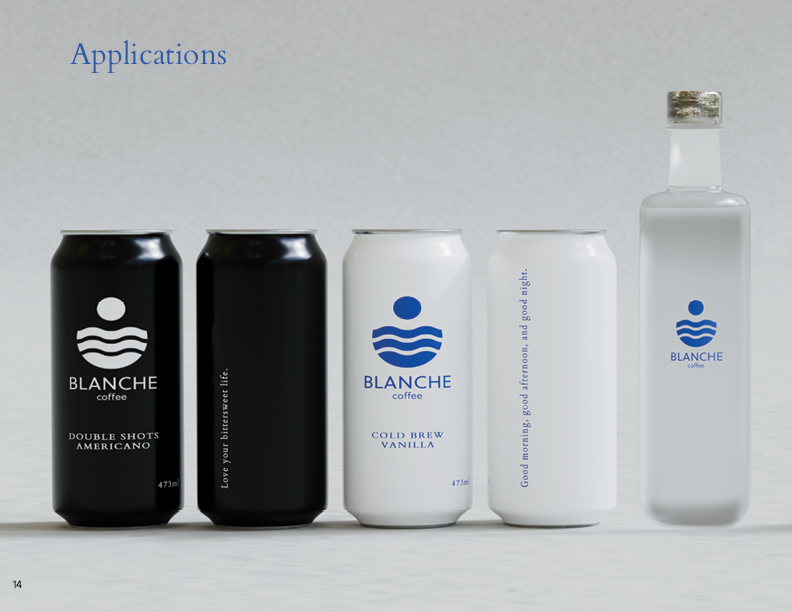 Applications
BLANCHE
coffee
DOUBLE SHOTS
AMERICANO
473ml
Love your bittersweet life.
BLANCHE
coffee
COLD BREW
VANILLA
473ml
Good morning, good afternoon, and good night.
BLANCHE
coffee
14